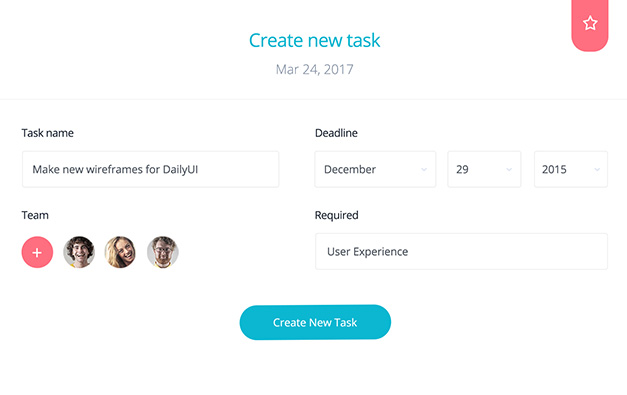 Create new task
Mar 24, 2017
Task name
Make new wireframes for DailyUI
Deadline
December 29 2015
Team
Required
User Experience
Create New Task